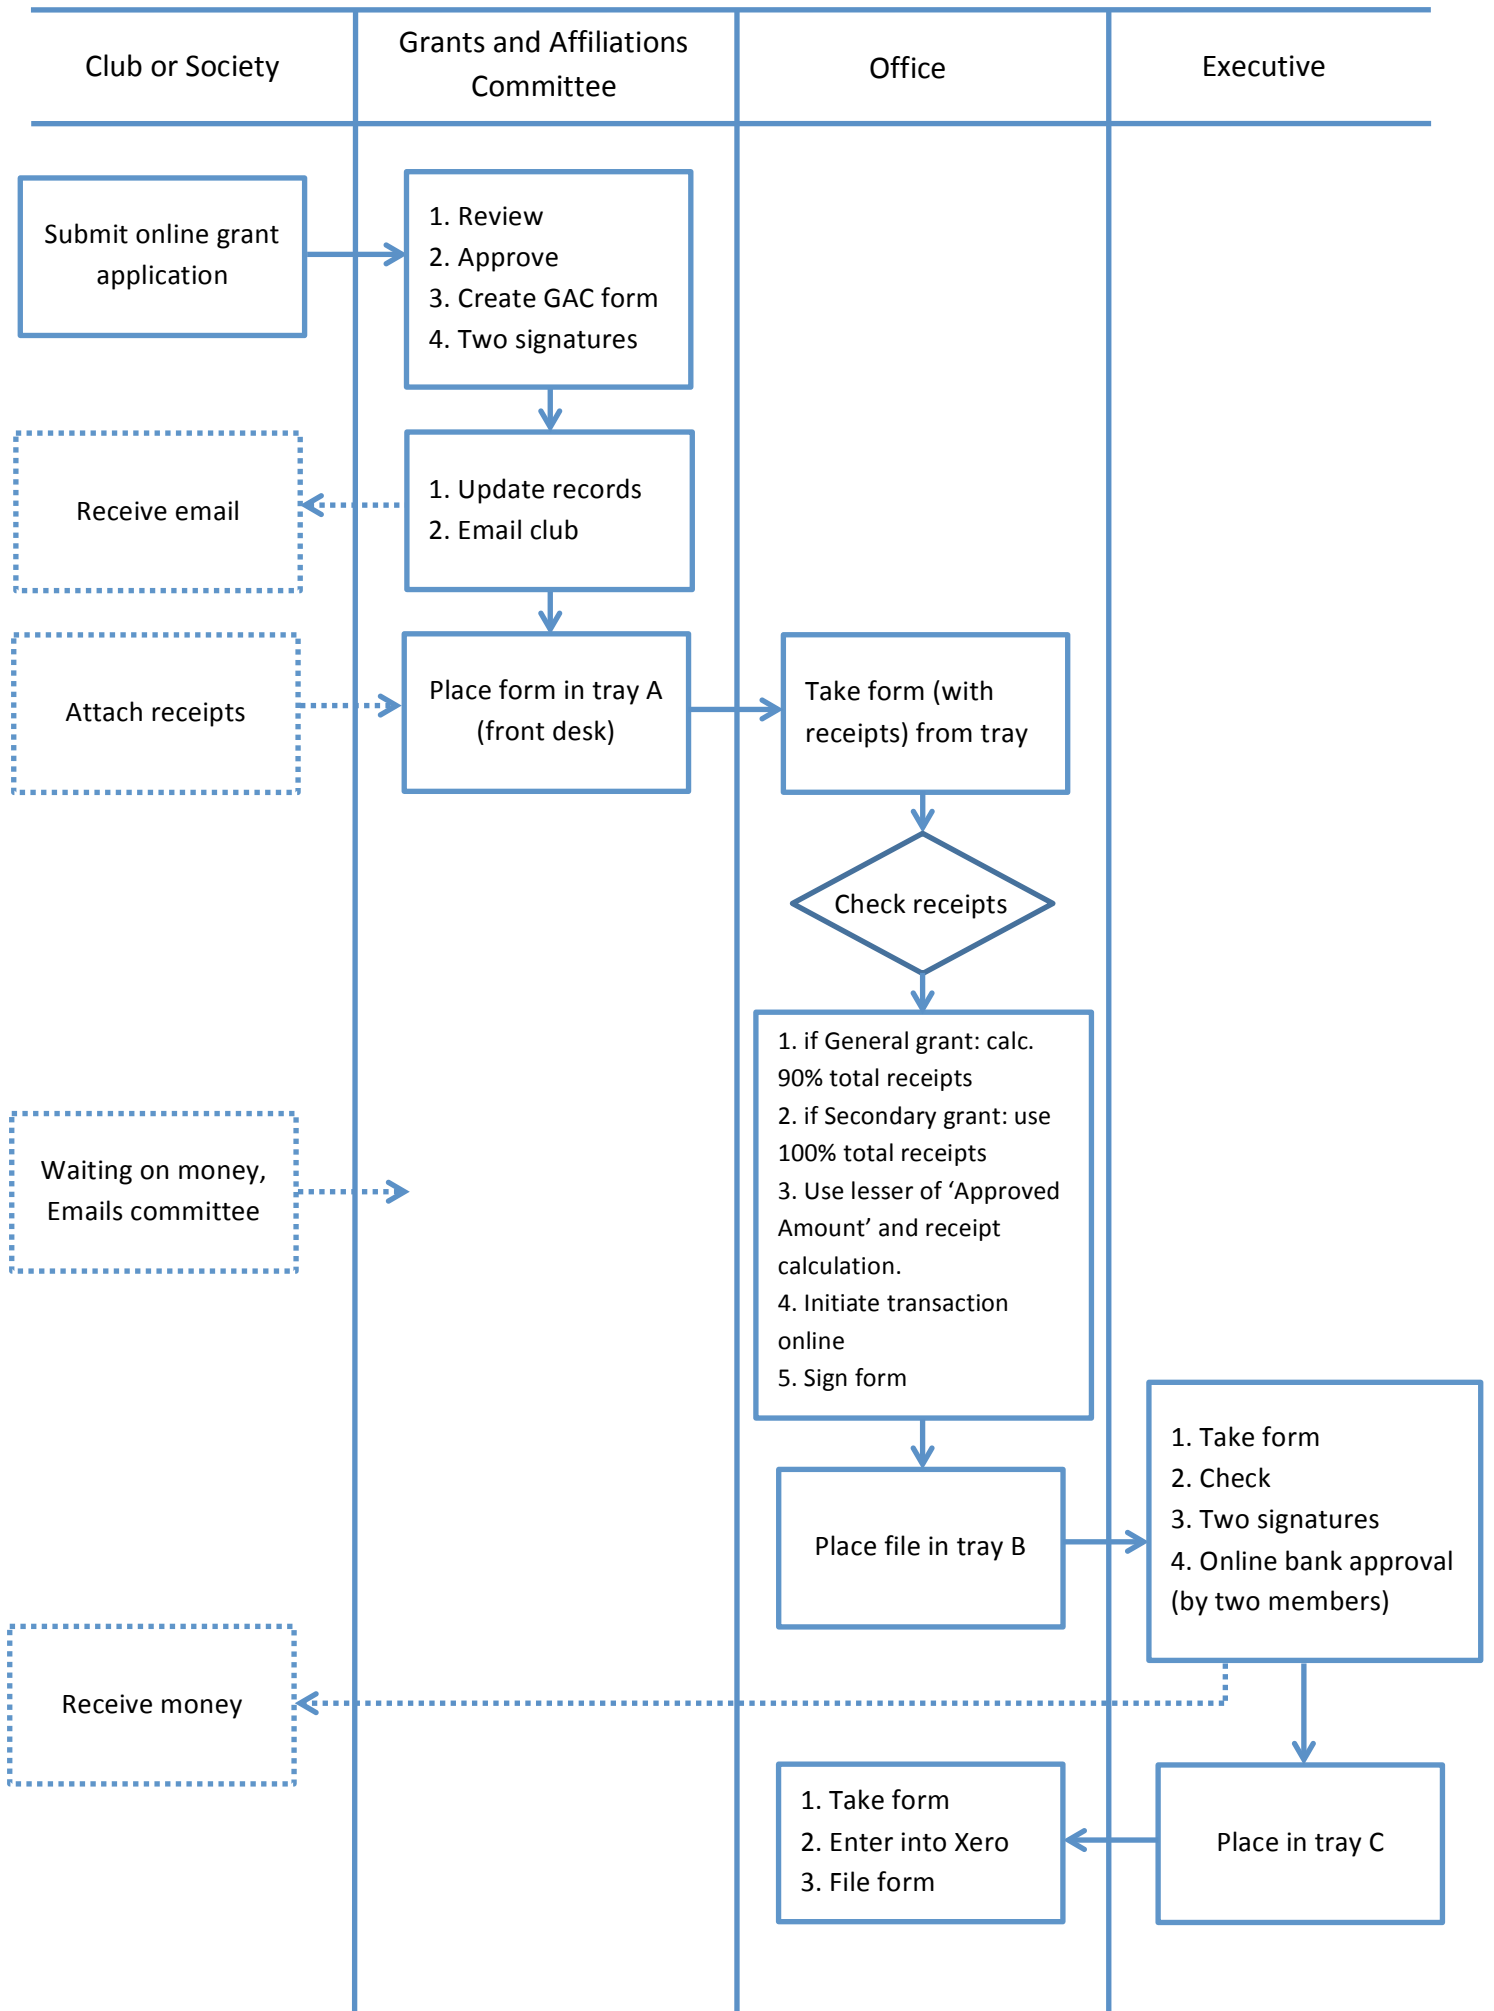 Club or Society
Grants and Affiliations
Committee
Office
Executive
Submit online grant
application
1. Review
2. Approve
3. Create GAC form
4. Two signatures
Receive email
1. Update records
2. Email club
Attach receipts
Place form in tray A
(front desk)
Take form (with
receipts) from tray
Check receipts
1. if General grant: calc.
90% total receipts
2. if Secondary grant: use
100% total receipts
3. Use lesser of ‘Approved
Amount’ and receipt
calculation.
4. Initiate transaction
online
5. Sign form
Waiting on money,
Emails committee
Place file in tray B
1. Take form
2. Check
3. Two signatures
4. Online bank approval
(by two members)
Receive money
1. Take form
2. Enter into Xero
3. File form
Place in tray C